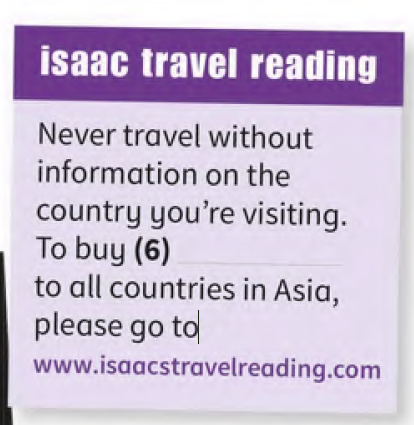 isaac travel reading
Never travel without
information on the
country you're visiting.
To buy (6) ____________
to all countries in Asia,
please go to
www.isaacstravelreading.com